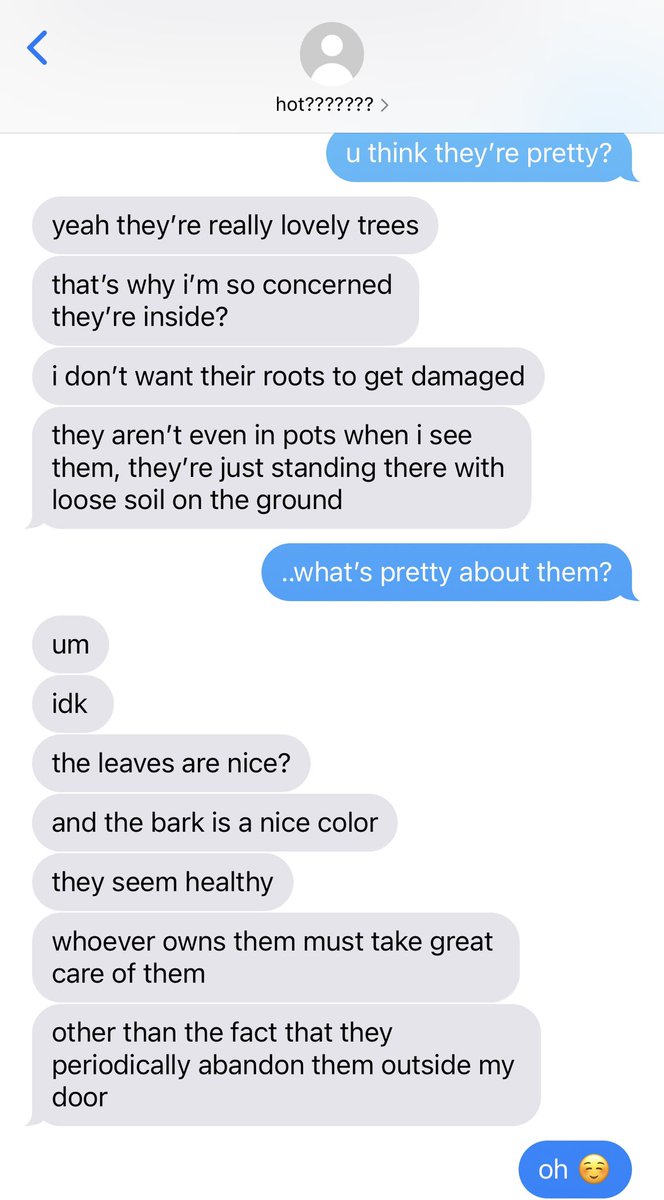 hot???????
u think they’re pretty?
yeah they’re really lovely trees
that’s why i’m so concerned
they’re inside?
i don’t want their roots to get damaged
they aren’t even in pots when i see
them, they’re just standing there with
loose soil on the ground
..what’s pretty about them?
um
idk
the leaves are nice?
and the bark is a nice color
they seem healthy
whoever owns them must take great
care of them
other than the fact that they
periodically abandon them outside my
door
oh ☺️